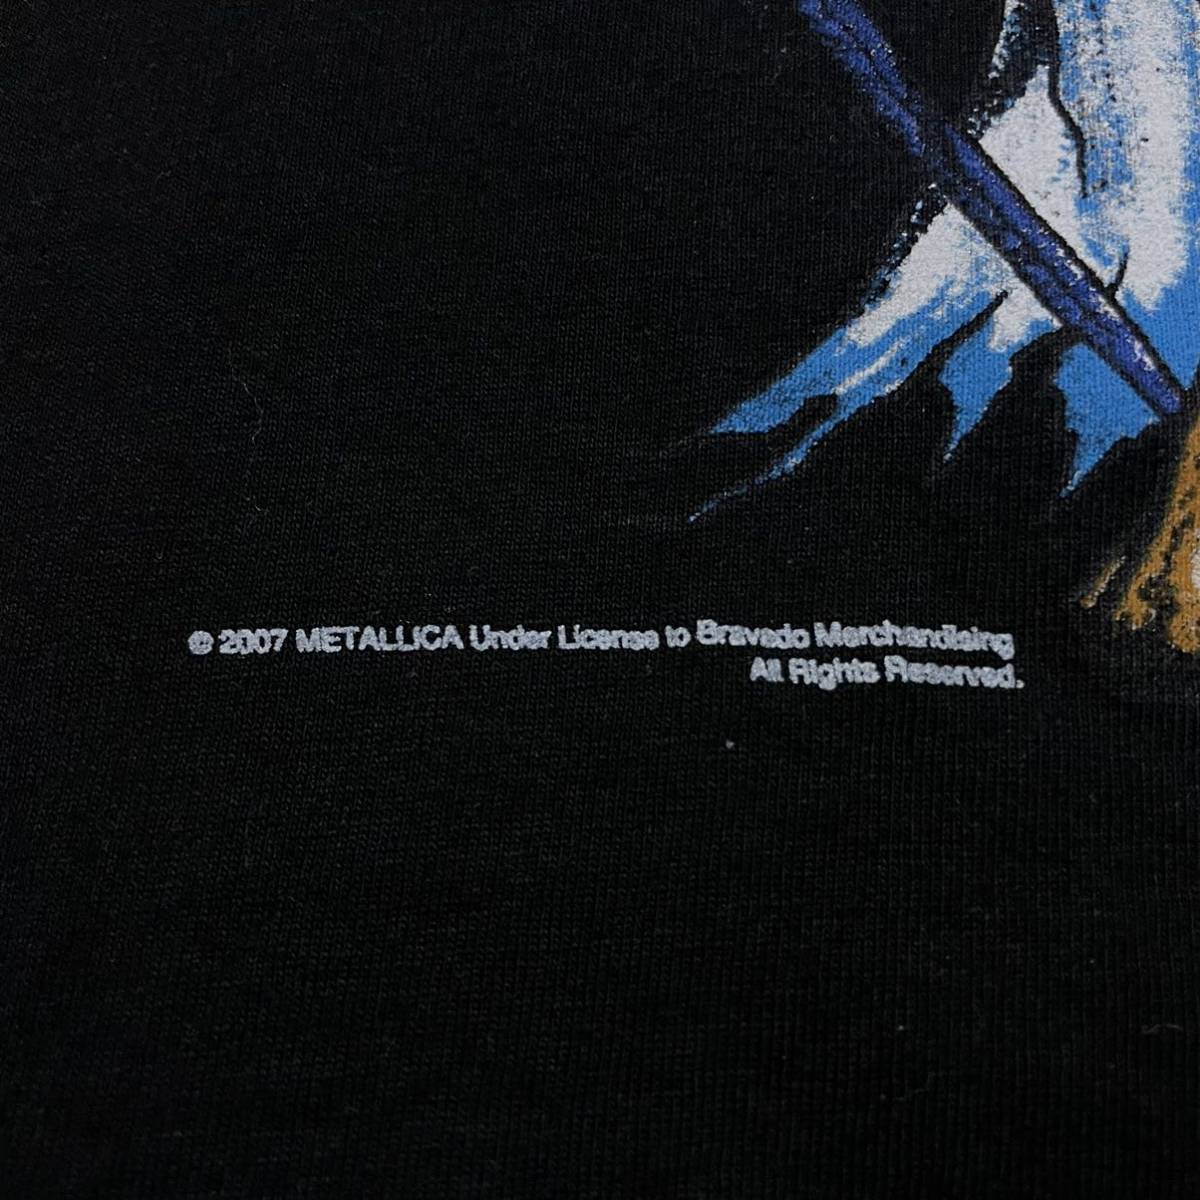 © 2007 METALLICA Under License to Bravado Merchandising
All Rights Reserved.